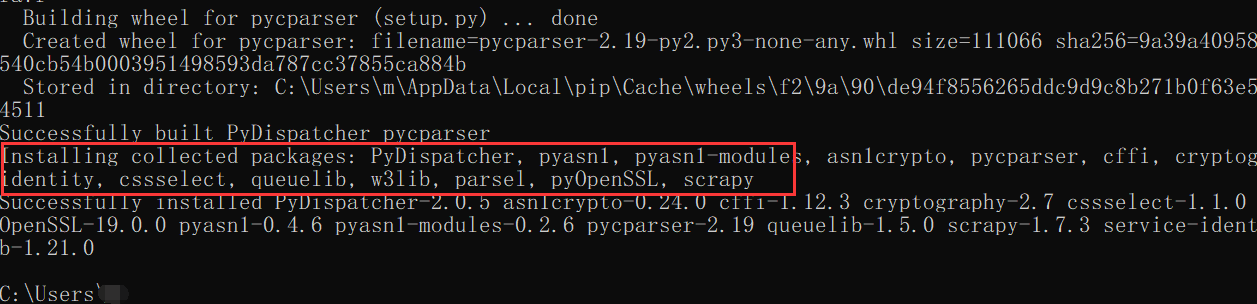 Building wheel for pycparser (setup.py) ... done
Created wheel for pycparser: filename=pycparser-2.19-py2.py3-none-any.whl size=111066 sha256=9a39a40958
540cb54b0003951498593da787cc37855ca884b
Stored in directory: C:\Users\m\AppData\Local\pip\Cache\wheels\f2\9a\90\de94f8556265ddc9d9c8b271b0f63e5
4511
Successfully built PyDispatcher pycparser
Installing collected packages: PyDispatcher, pyasn1, pyasn1-modules, asn1crypto, pycparser, cffi, cryptog
identity, cssselect, queuelib, w3lib, parsel, pyOpenSSL, scrapy
Successfully installed PyDispatcher-2.0.5 asn1crypto-0.24.0 cffi-1.12.3 cryptography-2.7 cssselect-1.1.0
OpenSSL-19.0.0 pyasn1-0.4.6 pyasn1-modules-0.2.6 pycparser-2.19 queuelib-1.5.0 scrapy-1.7.3 service-ident
b-1.21.0
C:\Users\